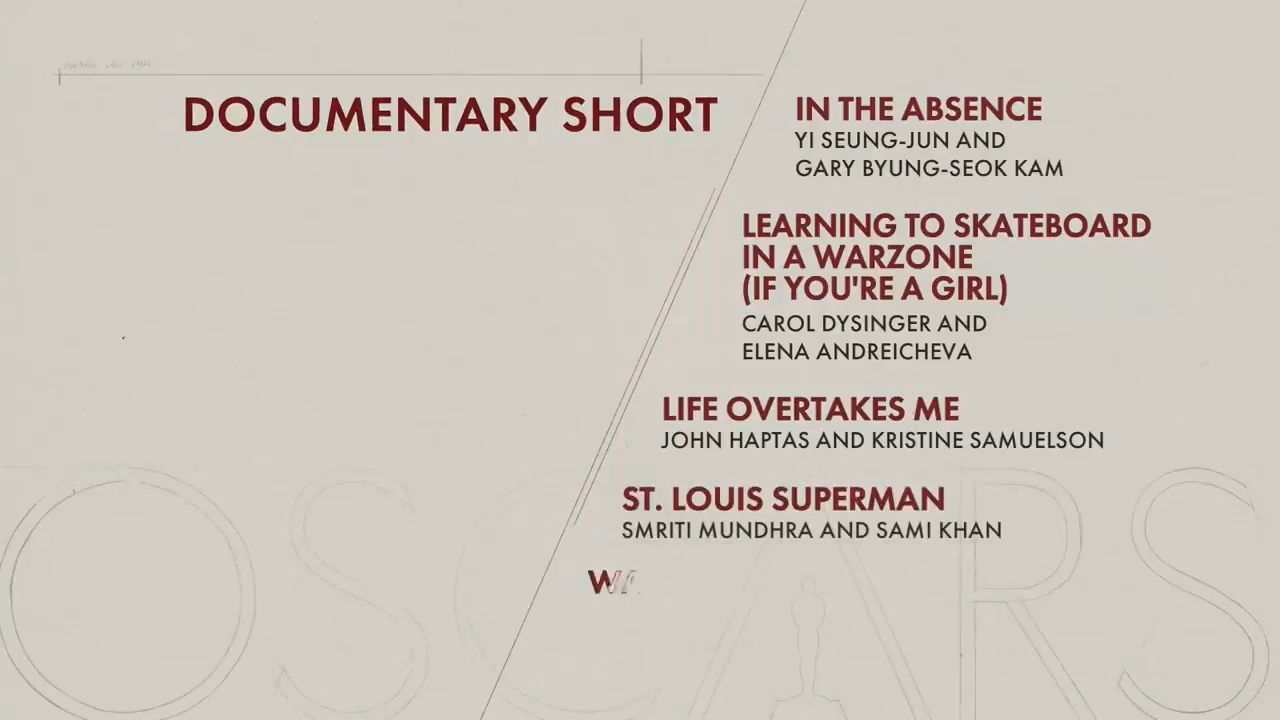 DOCUMENTARY SHORT
IN THE ABSENCE
YI SEUNG-JUN AND
GARY BYUNG-SEOK KAM
LEARNING TO SKATEBOARD
IN A WARZONE
(IF YOU'RE A GIRL)
CAROL DYSINGER AND
ELENA ANDREICHEVA
LIFE OVERTAKES ME
JOHN HAPTAS AND KRISTINE SAMUELSON
ST. LOUIS SUPERMAN
SMRITI MUNDHRA AND SAMI KHAN
WA
OSCARS